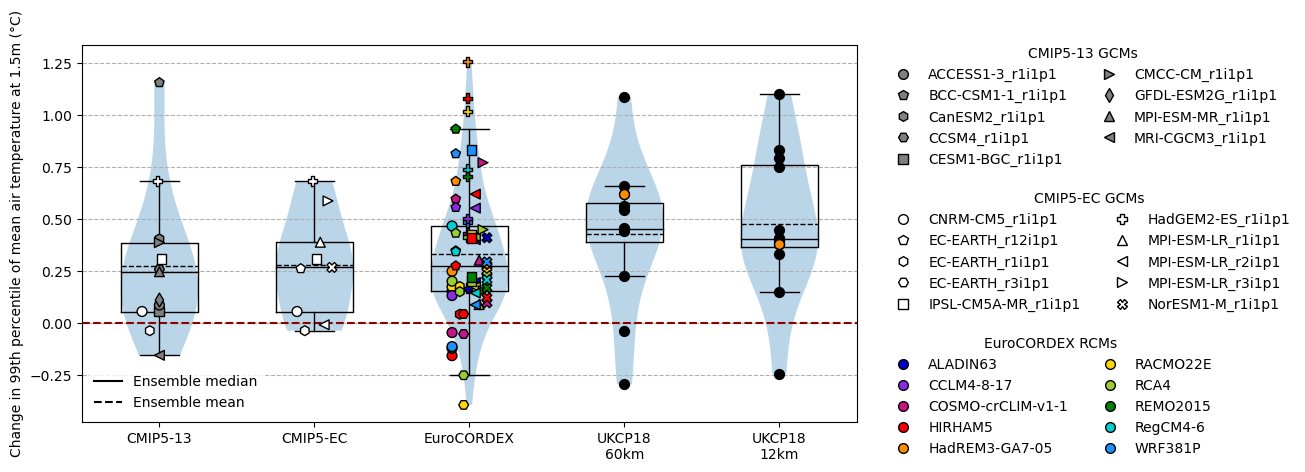 Change in 99th percentile of mean air temperature at 1.5m (°C)
1.25
1.00
0.75
0.50
0.25
0.00
−0.25
Ensemble median
Ensemble mean
CMIP5-13
CMIP5-EC
EuroCORDEX
UKCP18
60km
UKCP18
12km
CMIP5-13 GCMs
ACCESS1-3_r1i1p1
BCC-CSM1-1_r1i1p1
CanESM2_r1i1p1
CCSM4_r1i1p1
CESM1-BGC_r1i1p1
CMCC-CM_r1i1p1
GFDL-ESM2G_r1i1p1
MPI-ESM-MR_r1i1p1
MRI-CGCM3_r1i1p1
CMIP5-EC GCMs
CNRM-CM5_r1i1p1
EC-EARTH_r12i1p1
EC-EARTH_r1i1p1
EC-EARTH_r3i1p1
IPSL-CM5A-MR_r1i1p1
HadGEM2-ES_r1i1p1
MPI-ESM-LR_r1i1p1
MPI-ESM-LR_r2i1p1
MPI-ESM-LR_r3i1p1
NorESM1-M_r1i1p1
EuroCORDEX RCMs
ALADIN63
CCLM4-8-17
COSMO-crCLIM-v1-1
HIRHAM5
HadREM3-GA7-05
RACMO22E
RCA4
REMO2015
RegCM4-6
WRF381P